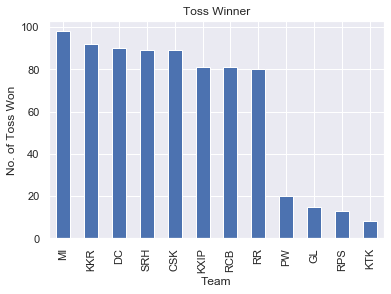 Toss Winner
No. of Toss Won
100
80
60
40
20
0
MI KKR DC SRH CSK KXIP RCB RR PW GL RPS KTK
Team